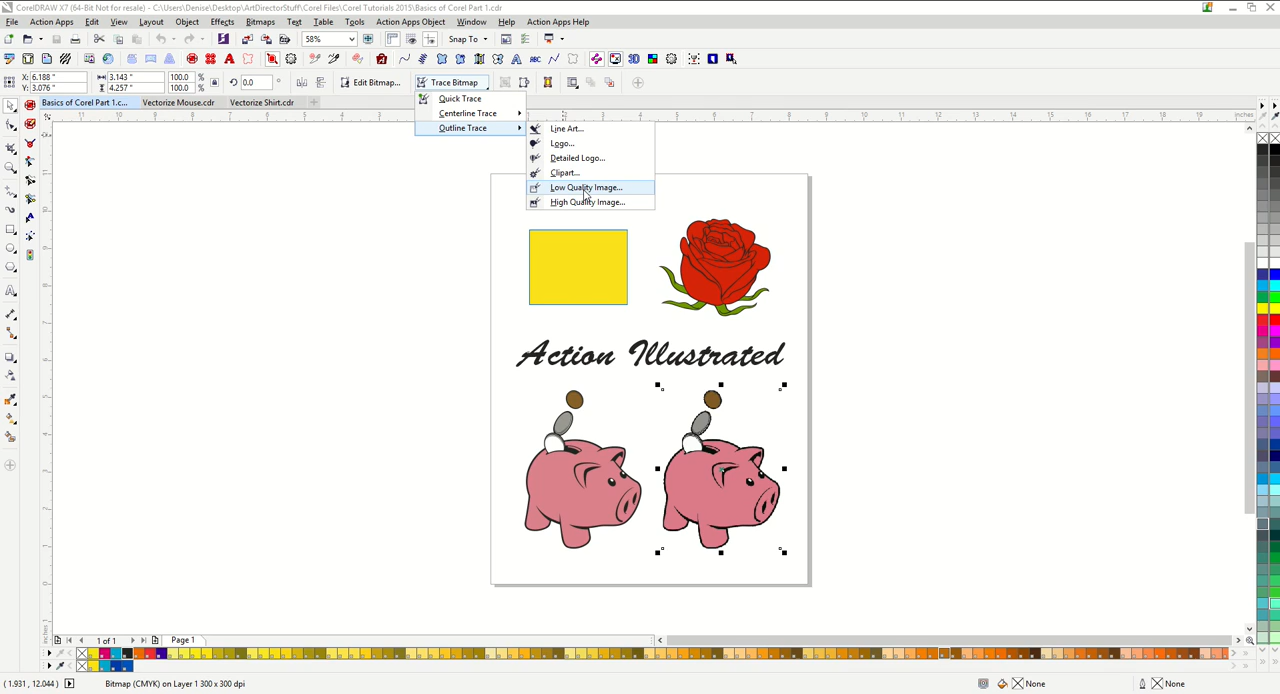 CorelDRAW X7 (64-Bit Not for resale) - C:\Users\Denise\Desktop\ArtDirectorStuff\Corel Files\Corel Tutorials 2015\Basics of Corel Part 1.cdr
File Action Apps Edit View Layout Object Effects Bitmaps Text Table Tools Action Apps Object Window Help Action Apps Help
58% Snap To
X: 6.188 " 3.143 " 100.0 % 0.0 ° Edit Bitmap... Trace Bitmap
Y: 3.076 " 4.257 " 100.0 %
Basics of Corel Part 1.c... Vectorize Mouse.cdr Vectorize Shirt.cdr
Quick Trace
Centerline Trace
Outline Trace
Line Art...
Logo...
Detailed Logo...
Clipart...
Low Quality Image...
High Quality Image...
inches
Action Illustrated
1 of 1 Page 1
( 1.931 , 12.044 ) Bitmap (CMYK) on Layer 1 300 x 300 dpi None None